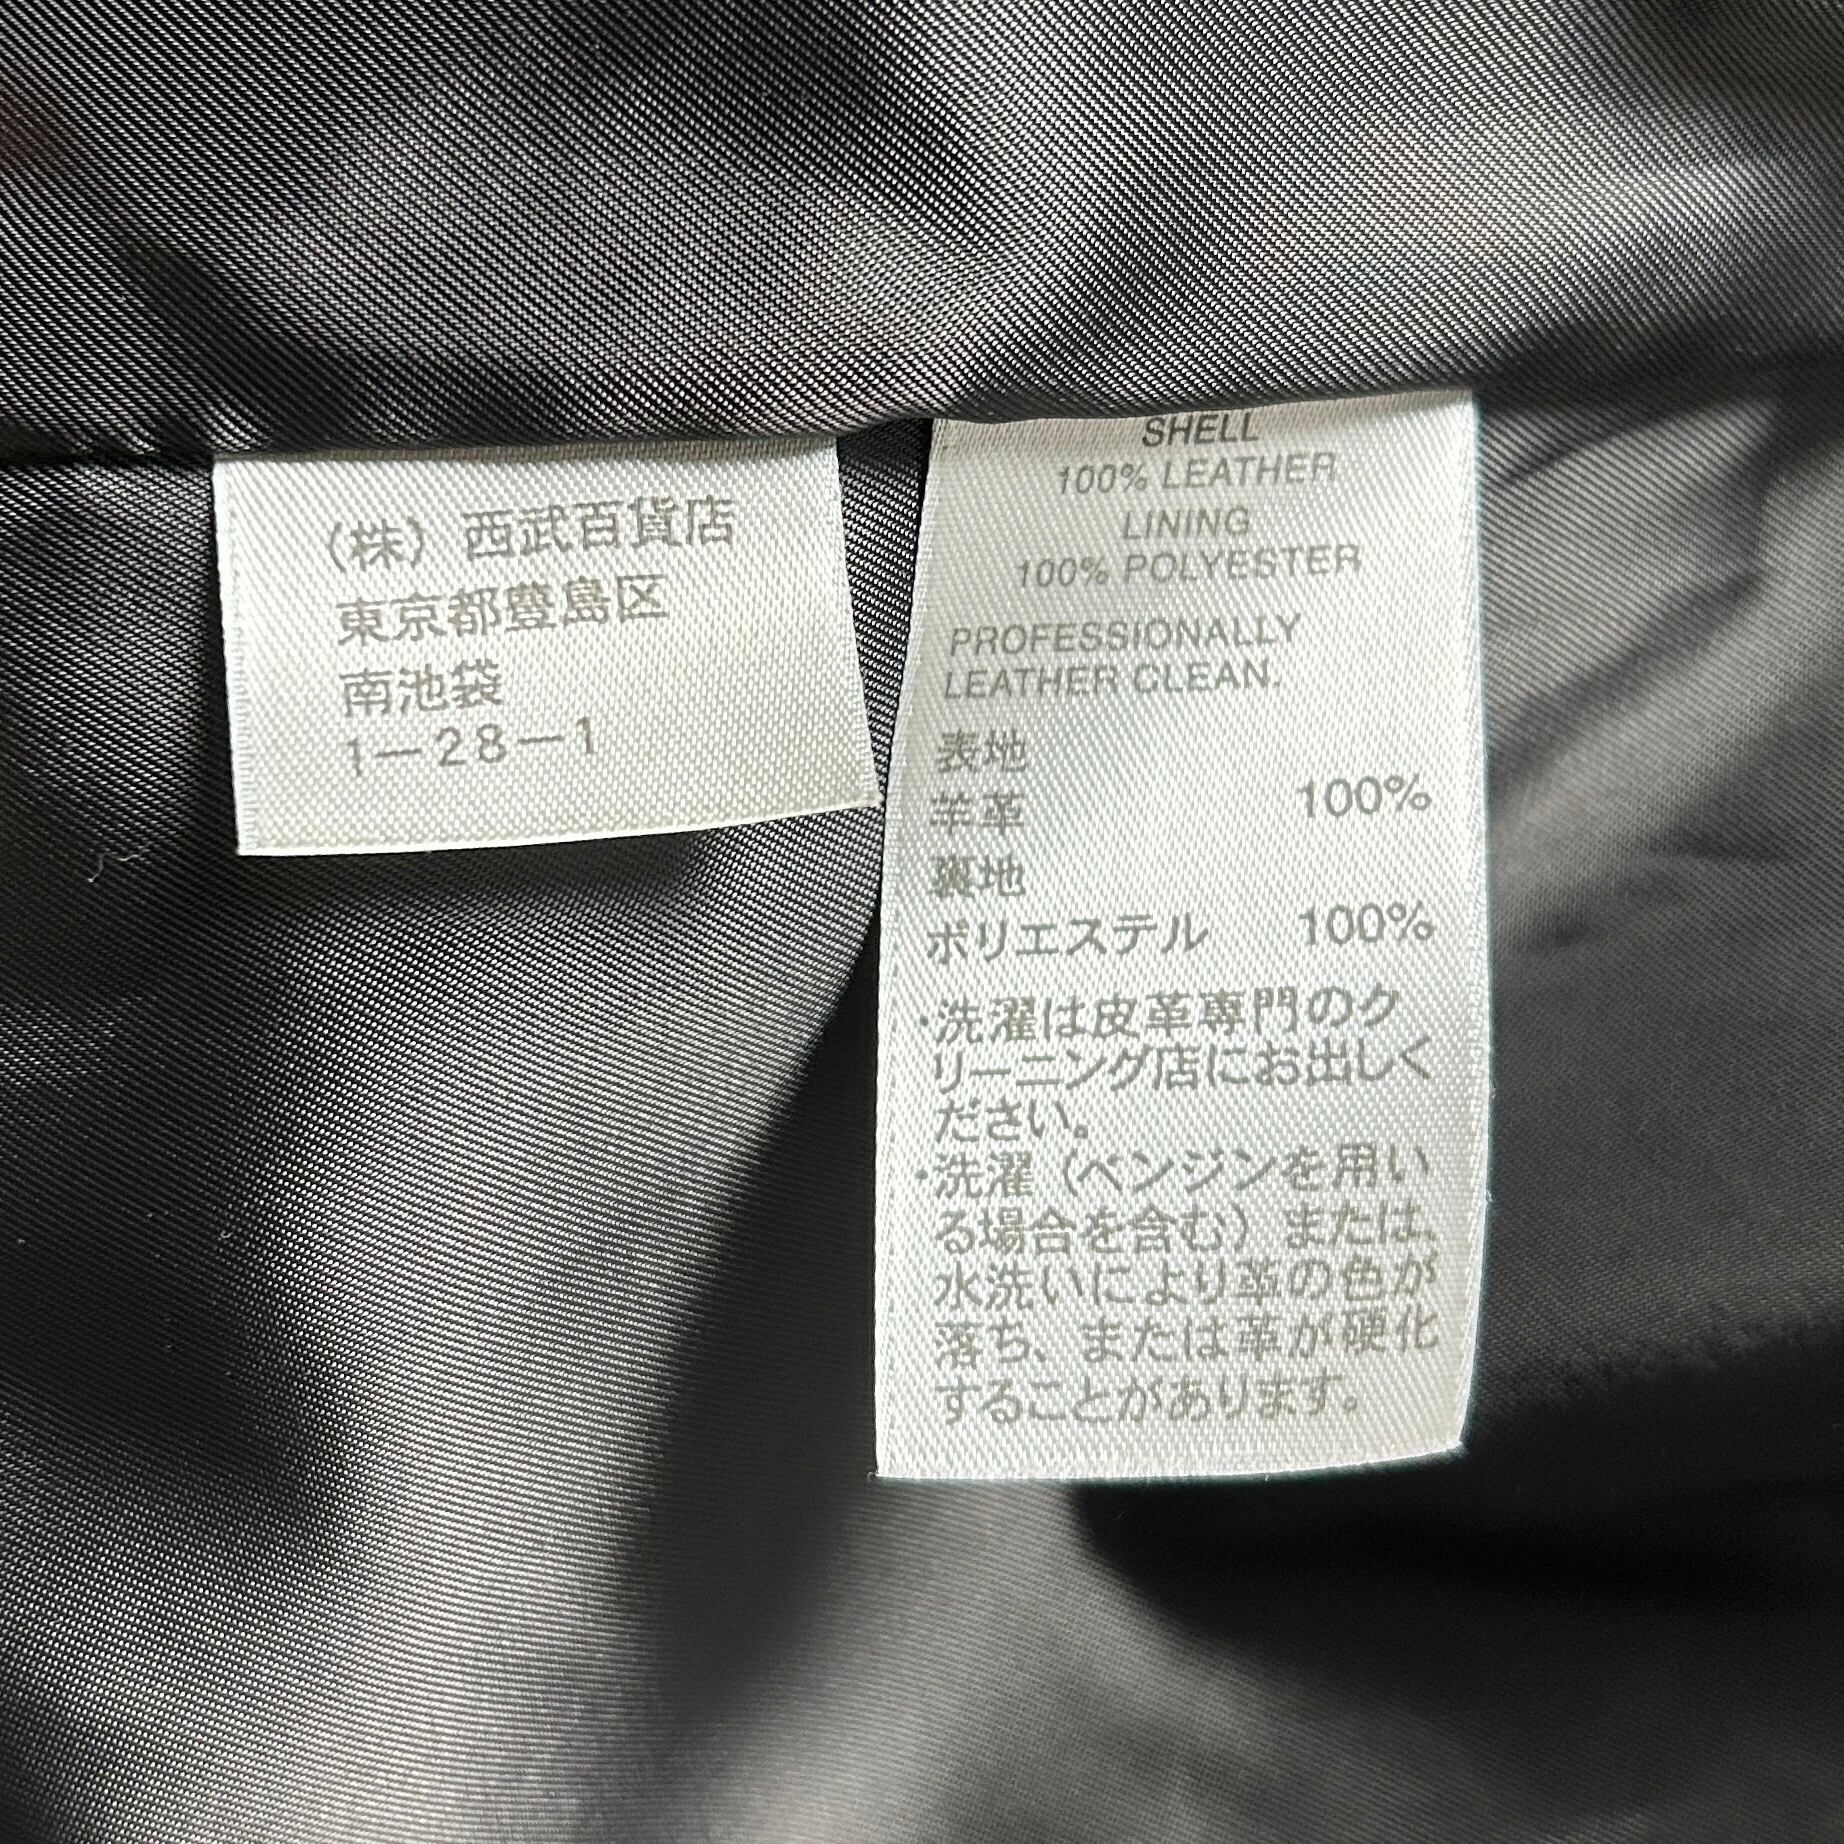 (株) 西武百貨店
東京都豊島区
南池袋
1－28－1
SHELL
100% LEATHER
LINING
100% POLYESTER
PROFESSIONALLY
LEATHER CLEAN.
表地
羊革 100%
裏地
ポリエステル 100%
・洗濯は皮革専門のク
リーニング店にお出しく
ださい。
・洗濯（ベンジンを用い
る場合を含む）または、
水洗いにより革の色が
落ち、または革が硬化
することがあります。